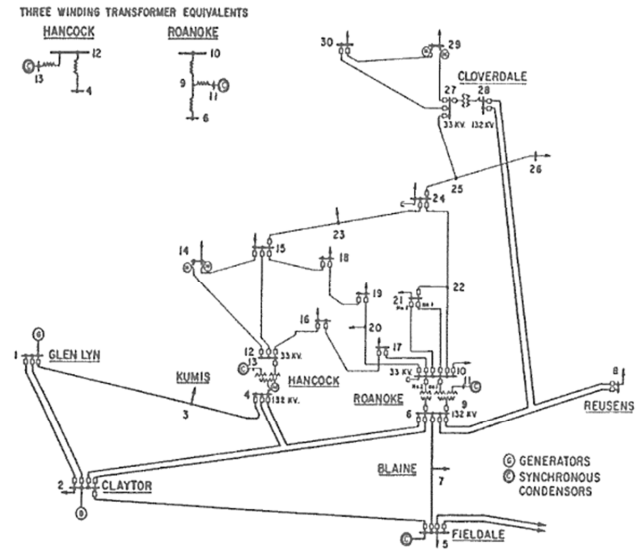 THREE WINDING TRANSFORMER EQUIVALENTS
HANCOCK
ROANOKE
12
13
4
10
9
11
6
30
29
CLOVERDALE
27
28
33 KV.
132 KV.
26
25
24
23
22
14
15
18
19
21
16
20
17
12
33 KV.
13
HANCOCK
4
132 KV.
33 KV.
10
11
ROANOKE
9
6
132 KV.
1
GLEN LYN
KUMIS
3
8
REUSENS
2
CLAYTOR
BLAINE
7
G GENERATORS
C SYNCHRONOUS
CONDENSORS
FIELDALE
5